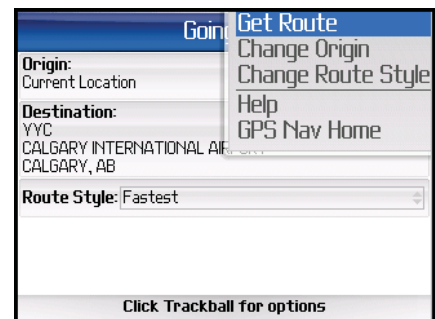 Going
Get Route
Change Origin
Change Route Style
Help
GPS Nav Home
Origin:
Current Location
Destination:
YYC
CALGARY INTERNATIONAL
CALGARY, AB
Route Style: Fastest
Click Trackball for options